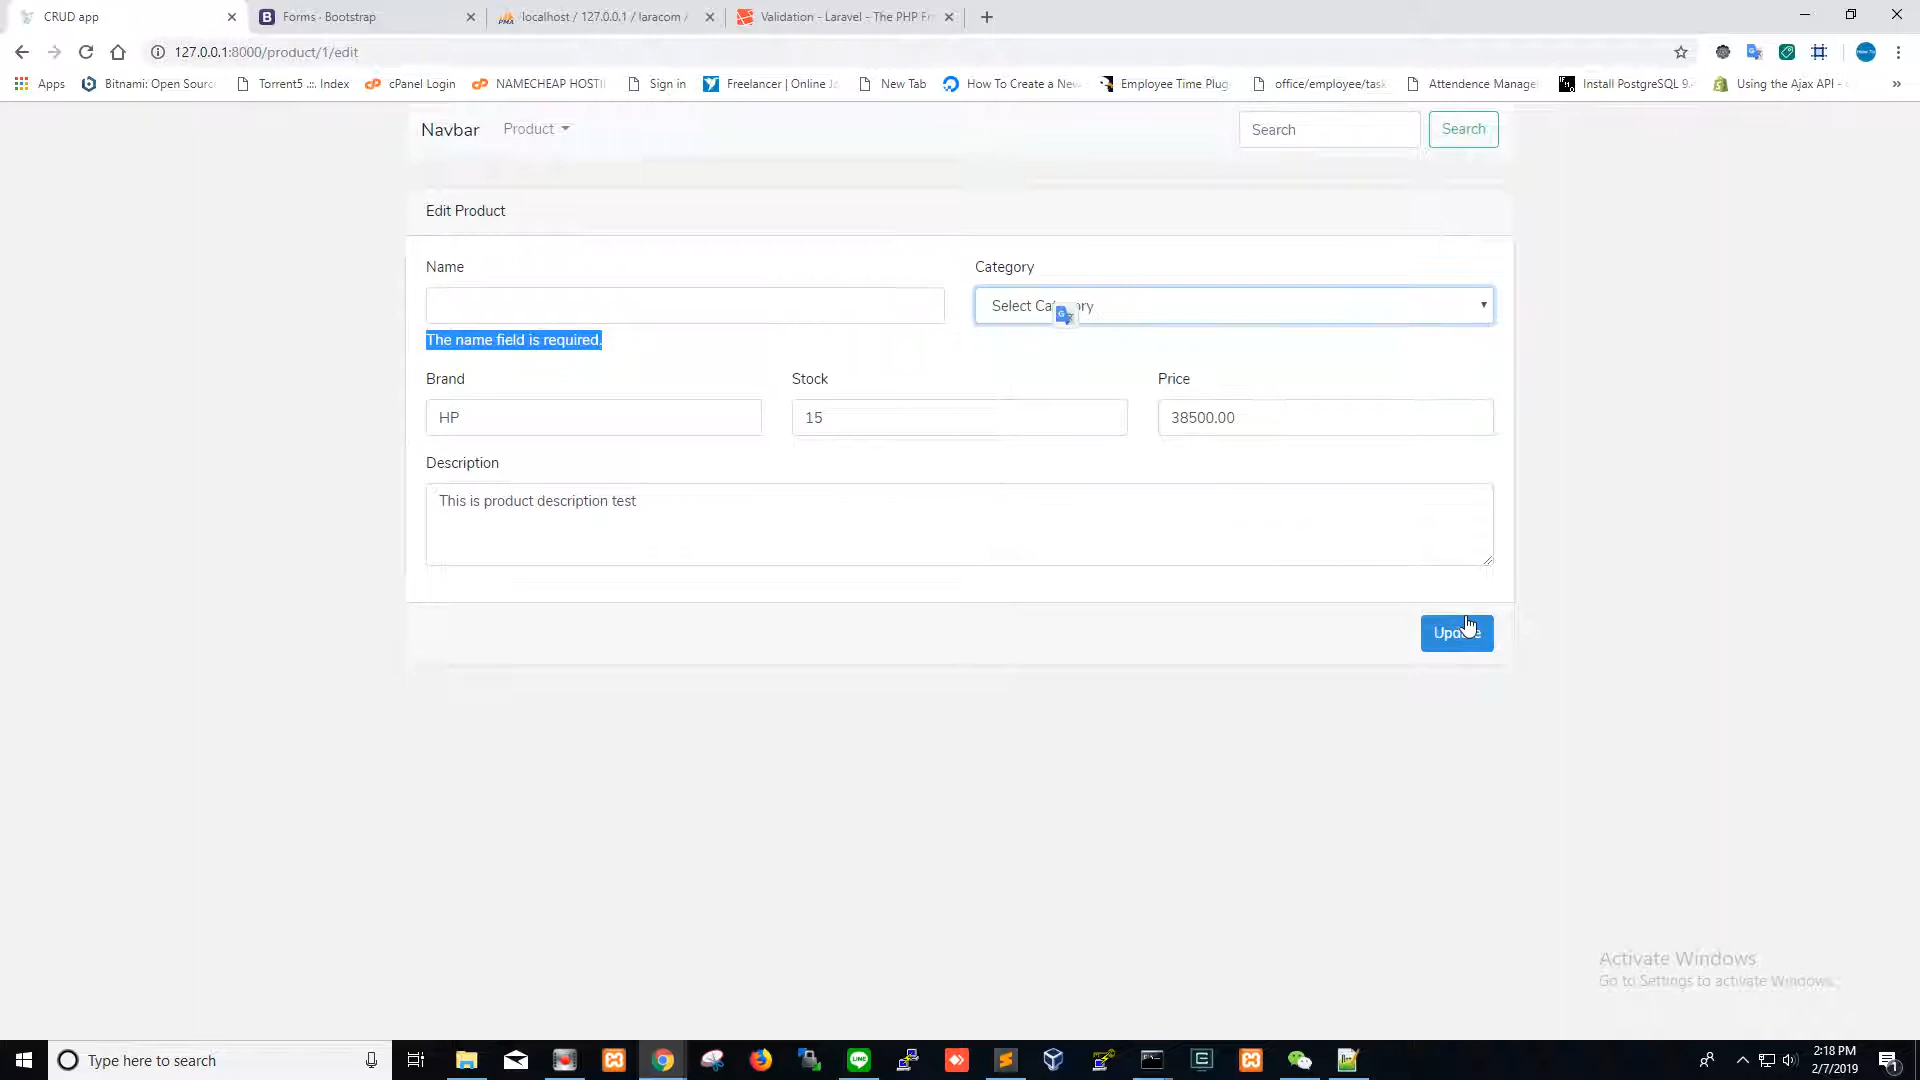 CRUD app
Forms · Bootstrap
localhost / 127.0.0.1 / laracom /
Validation - Laravel - The PHP Fr
127.0.0.1:8000/product/1/edit
Apps
Bitnami: Open Sourc
Torrent5 .::. Index
cPanel Login
NAMECHEAP HOSTI
Sign in
Freelancer | Online Jo
New Tab
How To Create a New
Employee Time Plug
office/employee/task
Attendence Manage
Install PostgreSQL 9.
Using the Ajax API -
»
Navbar
Product
Search
Search
Edit Product
Name
Category
Select Category
The name field is required.
Brand
Stock
Price
HP
15
38500.00
Description
This is product description test
Update
Activate Windows
Go to Settings to activate Windows.
Type here to search
2:18 PM
2/7/2019
1